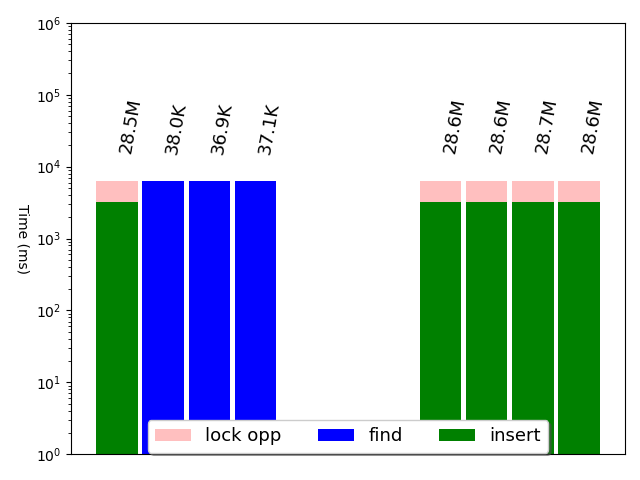 10^6
10^5
10^4
10^3
10^2
10^1
10^0
Time (ms)
28.5M
38.0K
36.9K
37.1K
28.6M
28.6M
28.7M
28.6M
lock opp
find
insert